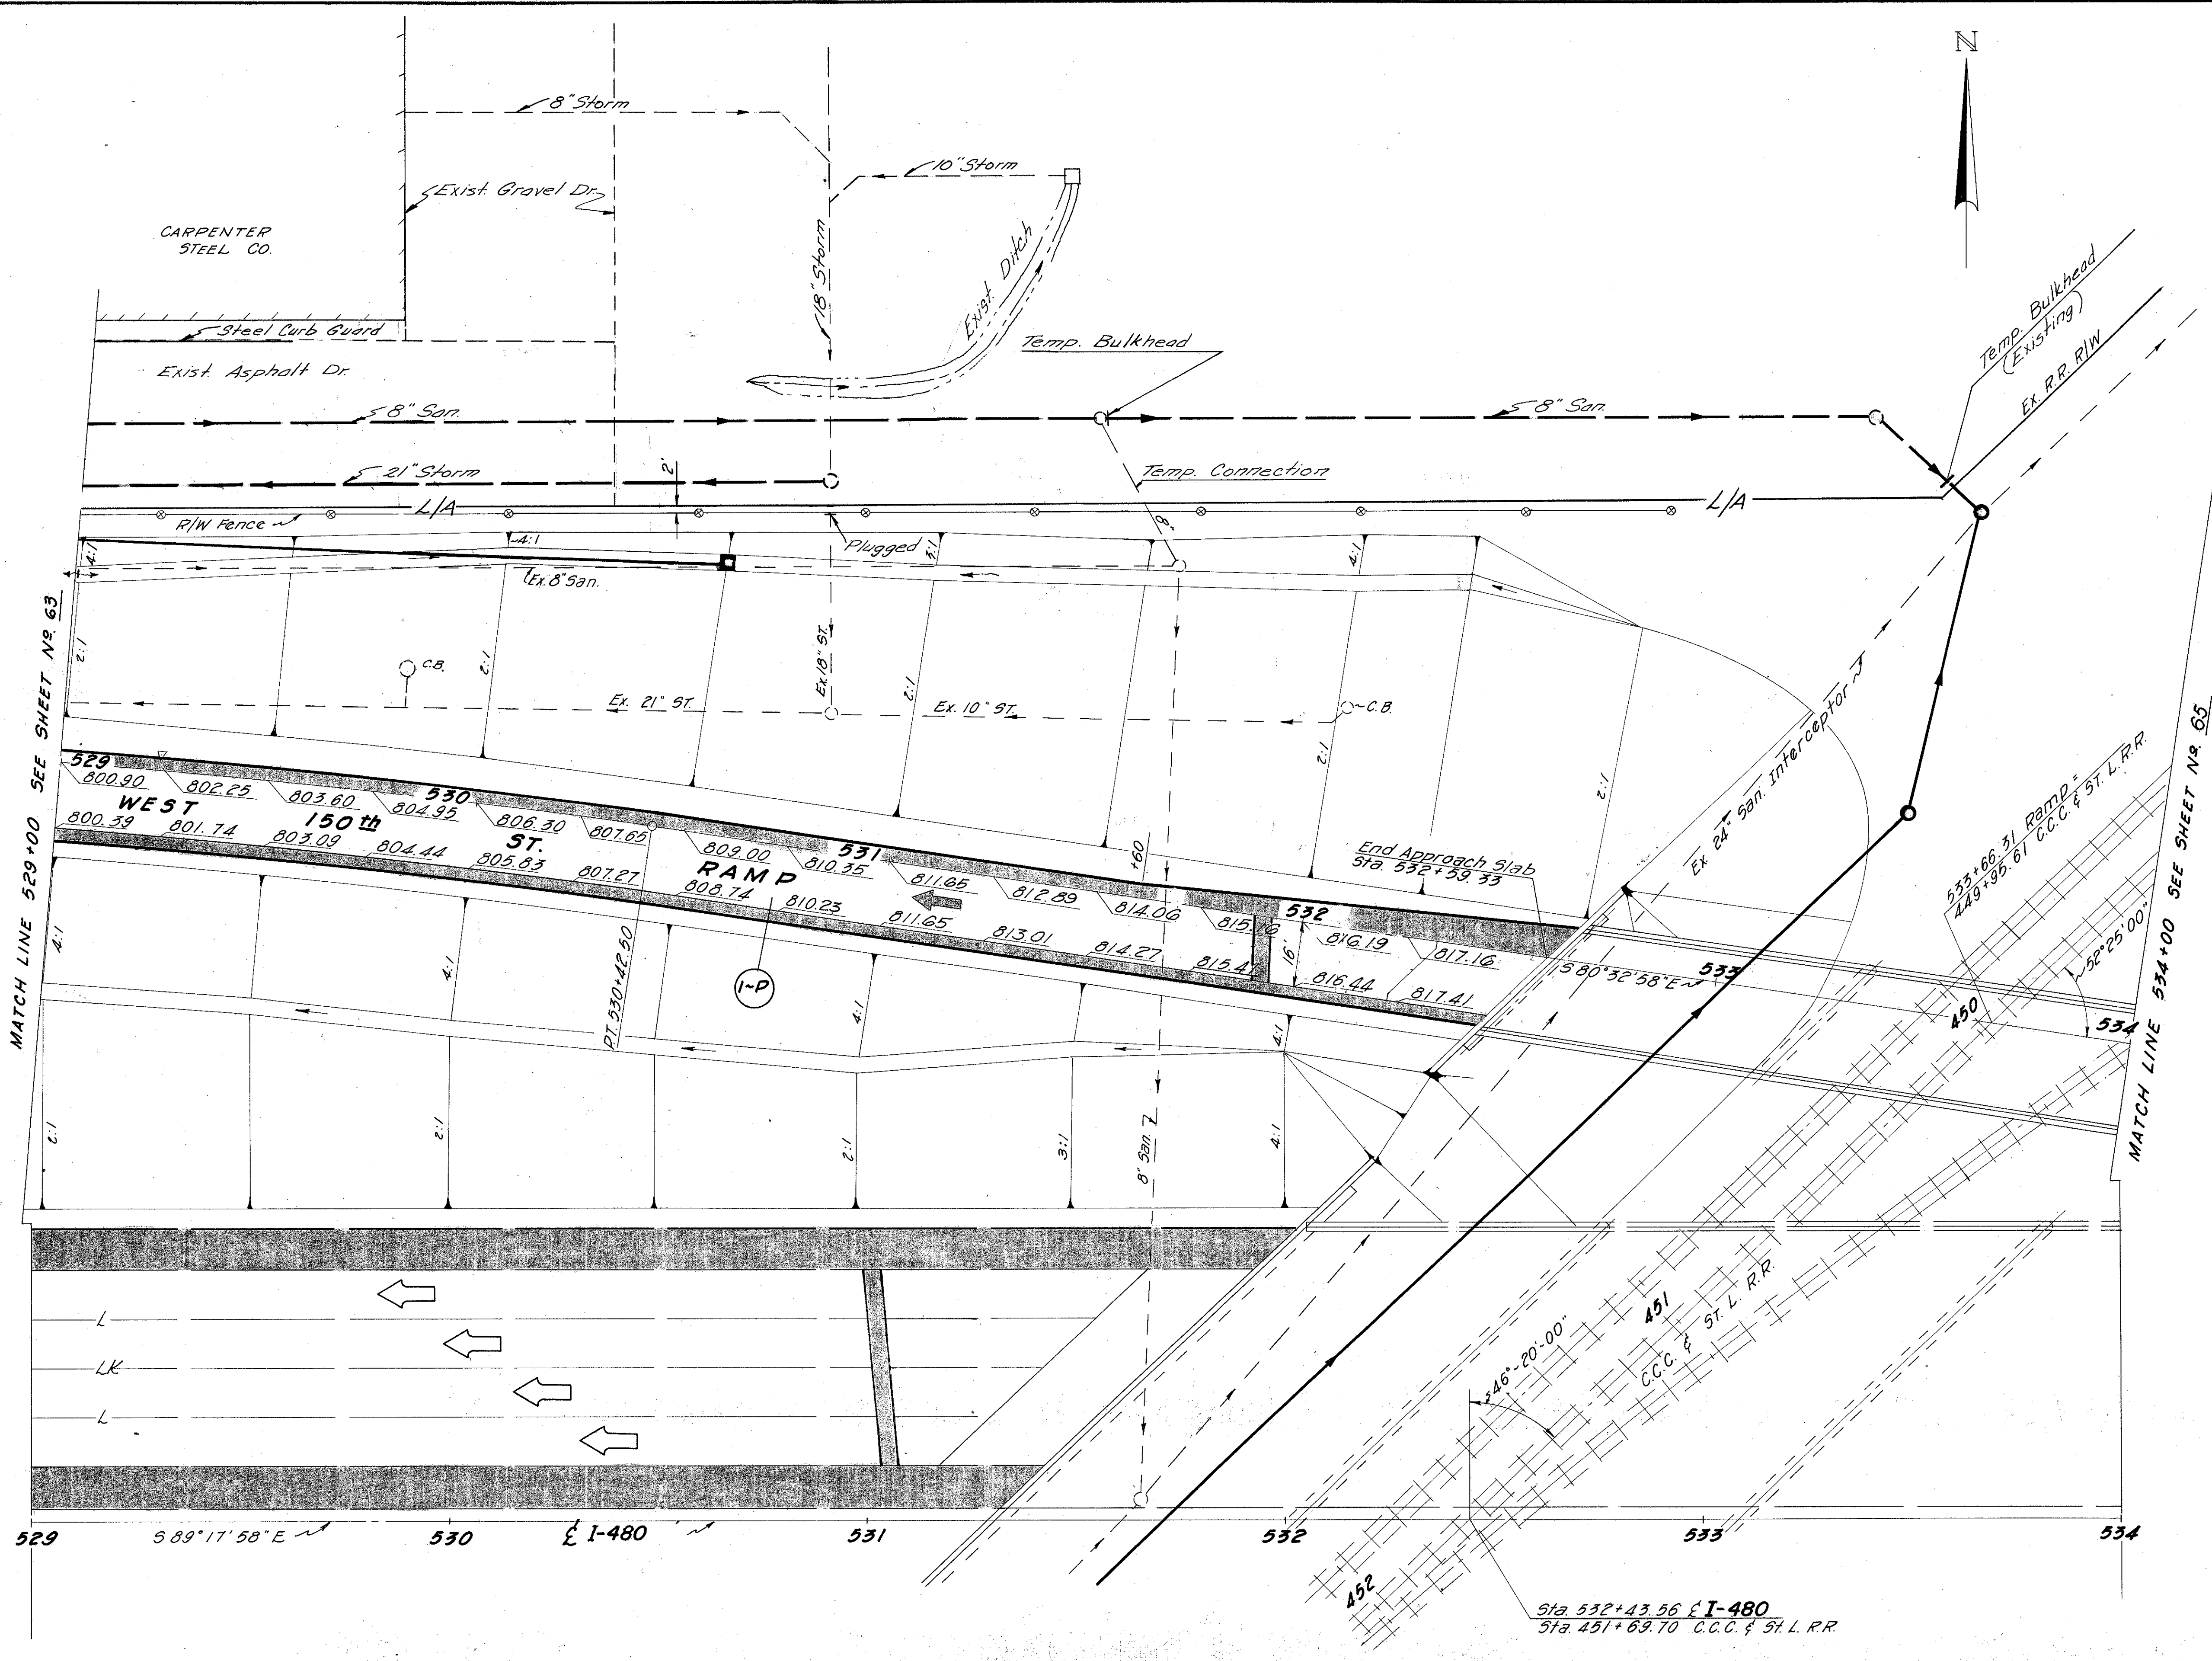 N
8" Storm
10" Storm
Exist. Gravel Dr.
CARPENTER
STEEL CO.
18" Storm
Exist. Ditch
Steel Curb Guard
Exist. Asphalt Dr.
Temp. Bulkhead
Temp. Bulkhead
(Existing)
Ex. R.R. R/W
8" San.
8" San.
21" Storm
2'
Temp. Connection
L/A
L/A
R/W Fence
8"
Plugged
4:1
4:1
3:1
4:1
Ex. 8" San.
MATCH LINE 529+00 SEE SHEET Nº. 63
2:1
C.B.
2:1
Ex 18" ST.
2:1
2:1
2:1
Ex. 21" ST.
Ex. 10" ST.
C.B.
Ex. 24" San. Interceptor
533+66.31 Ramp =
449+95.61 C.C.C. & ST. L. R.R.
MATCH LINE 534+00 SEE SHEET Nº. 65
529
800.90
802.25
803.60
804.95
530
806.30
807.65
809.00
810.35
531
811.65
812.89
+60
814.06
815.16
532
816.19
817.16
End Approach Slab
Sta. 532+59.33
WEST 150th ST. RAMP
800.39
801.74
803.09
804.44
805.83
807.27
808.74
810.23
811.65
813.01
814.27
815.41
16'
816.44
817.41
S 80°32'58"E
533
52°25'00"
450
534
P.T. 530+42.50
1~P
4:1
4:1
4:1
4:1
2:1
2:1
2:1
3:1
8" San.
4:1
L
LK
L
46°-20'-00"
451
C.C.C. & ST. L. R.R.
452
529
S 89°17'58"E
530
℄ I-480
531
532
533
534
Sta. 532+43.56 ℄ I-480
Sta. 451+69.70 C.C.C. & St. L. R.R.